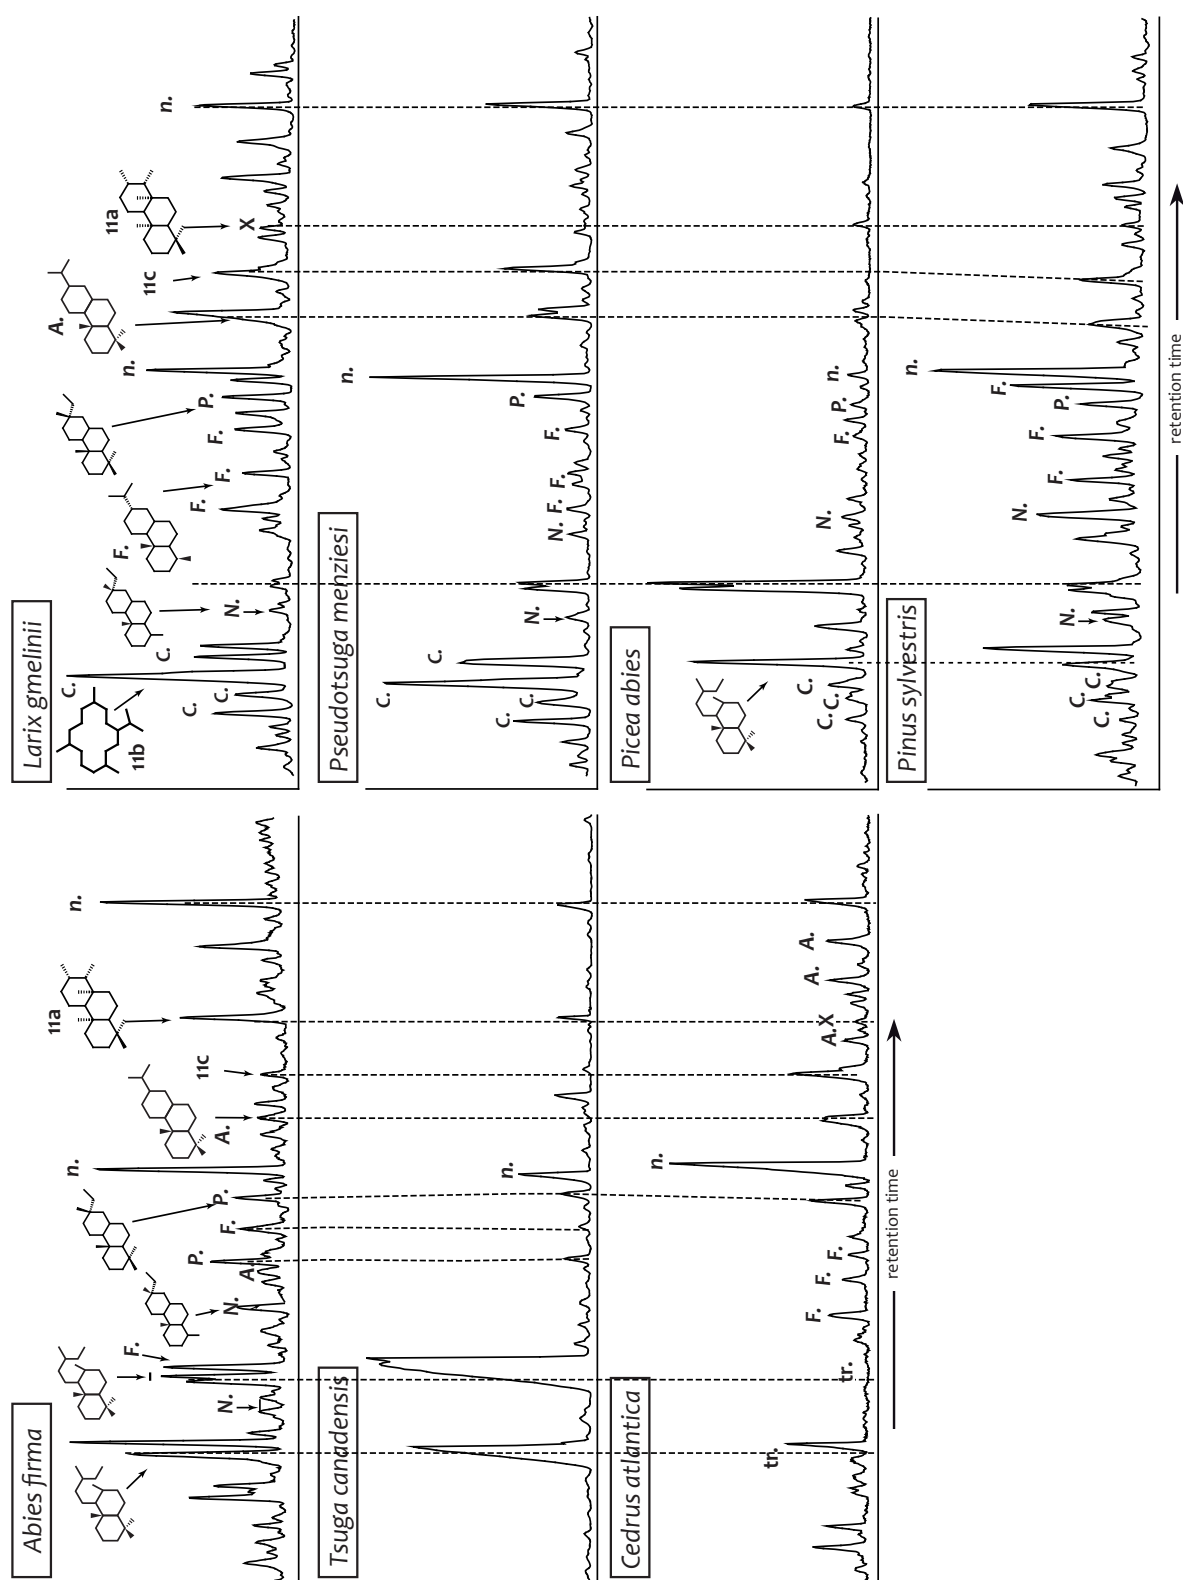 Abies firma
N.
I
F.
N.
A.
P.
F.
P.
n.
A.
11c
11a
n.
Tsuga canadensis
n.
Cedrus atlantica
tr.
tr.
F.
F.
F.
n.
A.
X
A.
A.
retention time
Larix gmelinii
11b
C.
C.
C.
C.
N.
F.
F.
F.
F.
P.
n.
A.
11c
11a
X
n.
Pseudotsuga menziesi
C.
C.
C.
C.
N.
N.
F.
F.
F.
P.
n.
Picea abies
C.
C.
C.
N.
F.
P.
n.
Pinus sylvestris
C.
C.
C.
N.
N.
F.
F.
P.
F.
n.
retention time